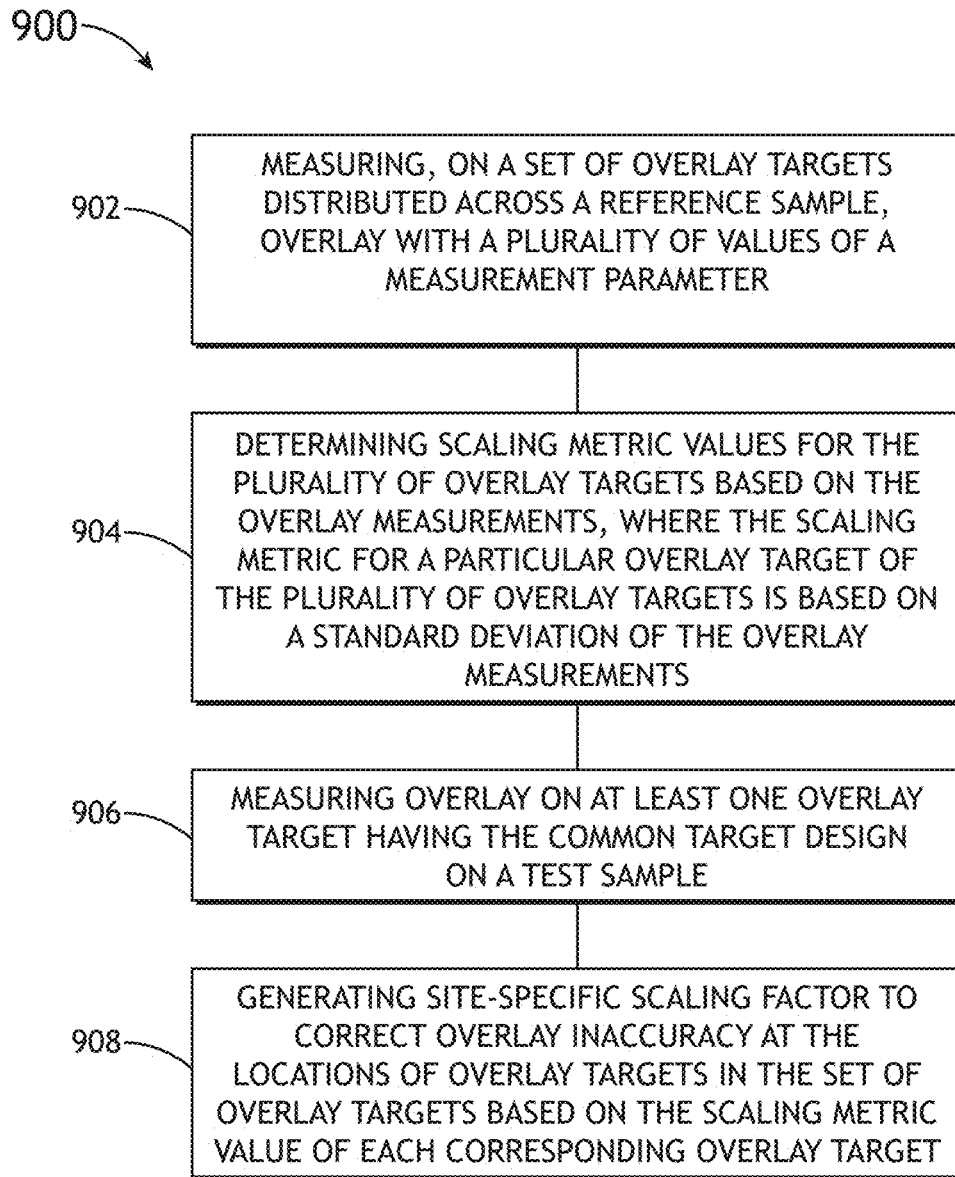 900
902
MEASURING, ON A SET OF OVERLAY TARGETS
DISTRIBUTED ACROSS A REFERENCE SAMPLE,
OVERLAY WITH A PLURALITY OF VALUES OF A
MEASUREMENT PARAMETER
904
DETERMINING SCALING METRIC VALUES FOR THE
PLURALITY OF OVERLAY TARGETS BASED ON THE
OVERLAY MEASUREMENTS, WHERE THE SCALING
METRIC FOR A PARTICULAR OVERLAY TARGET OF
THE PLURALITY OF OVERLAY TARGETS IS BASED ON
A STANDARD DEVIATION OF THE OVERLAY
MEASUREMENTS
906
MEASURING OVERLAY ON AT LEAST ONE OVERLAY
TARGET HAVING THE COMMON TARGET DESIGN
ON A TEST SAMPLE
908
GENERATING SITE-SPECIFIC SCALING FACTOR TO
CORRECT OVERLAY INACCURACY AT THE
LOCATIONS OF OVERLAY TARGETS IN THE SET OF
OVERLAY TARGETS BASED ON THE SCALING METRIC
VALUE OF EACH CORRESPONDING OVERLAY TARGET